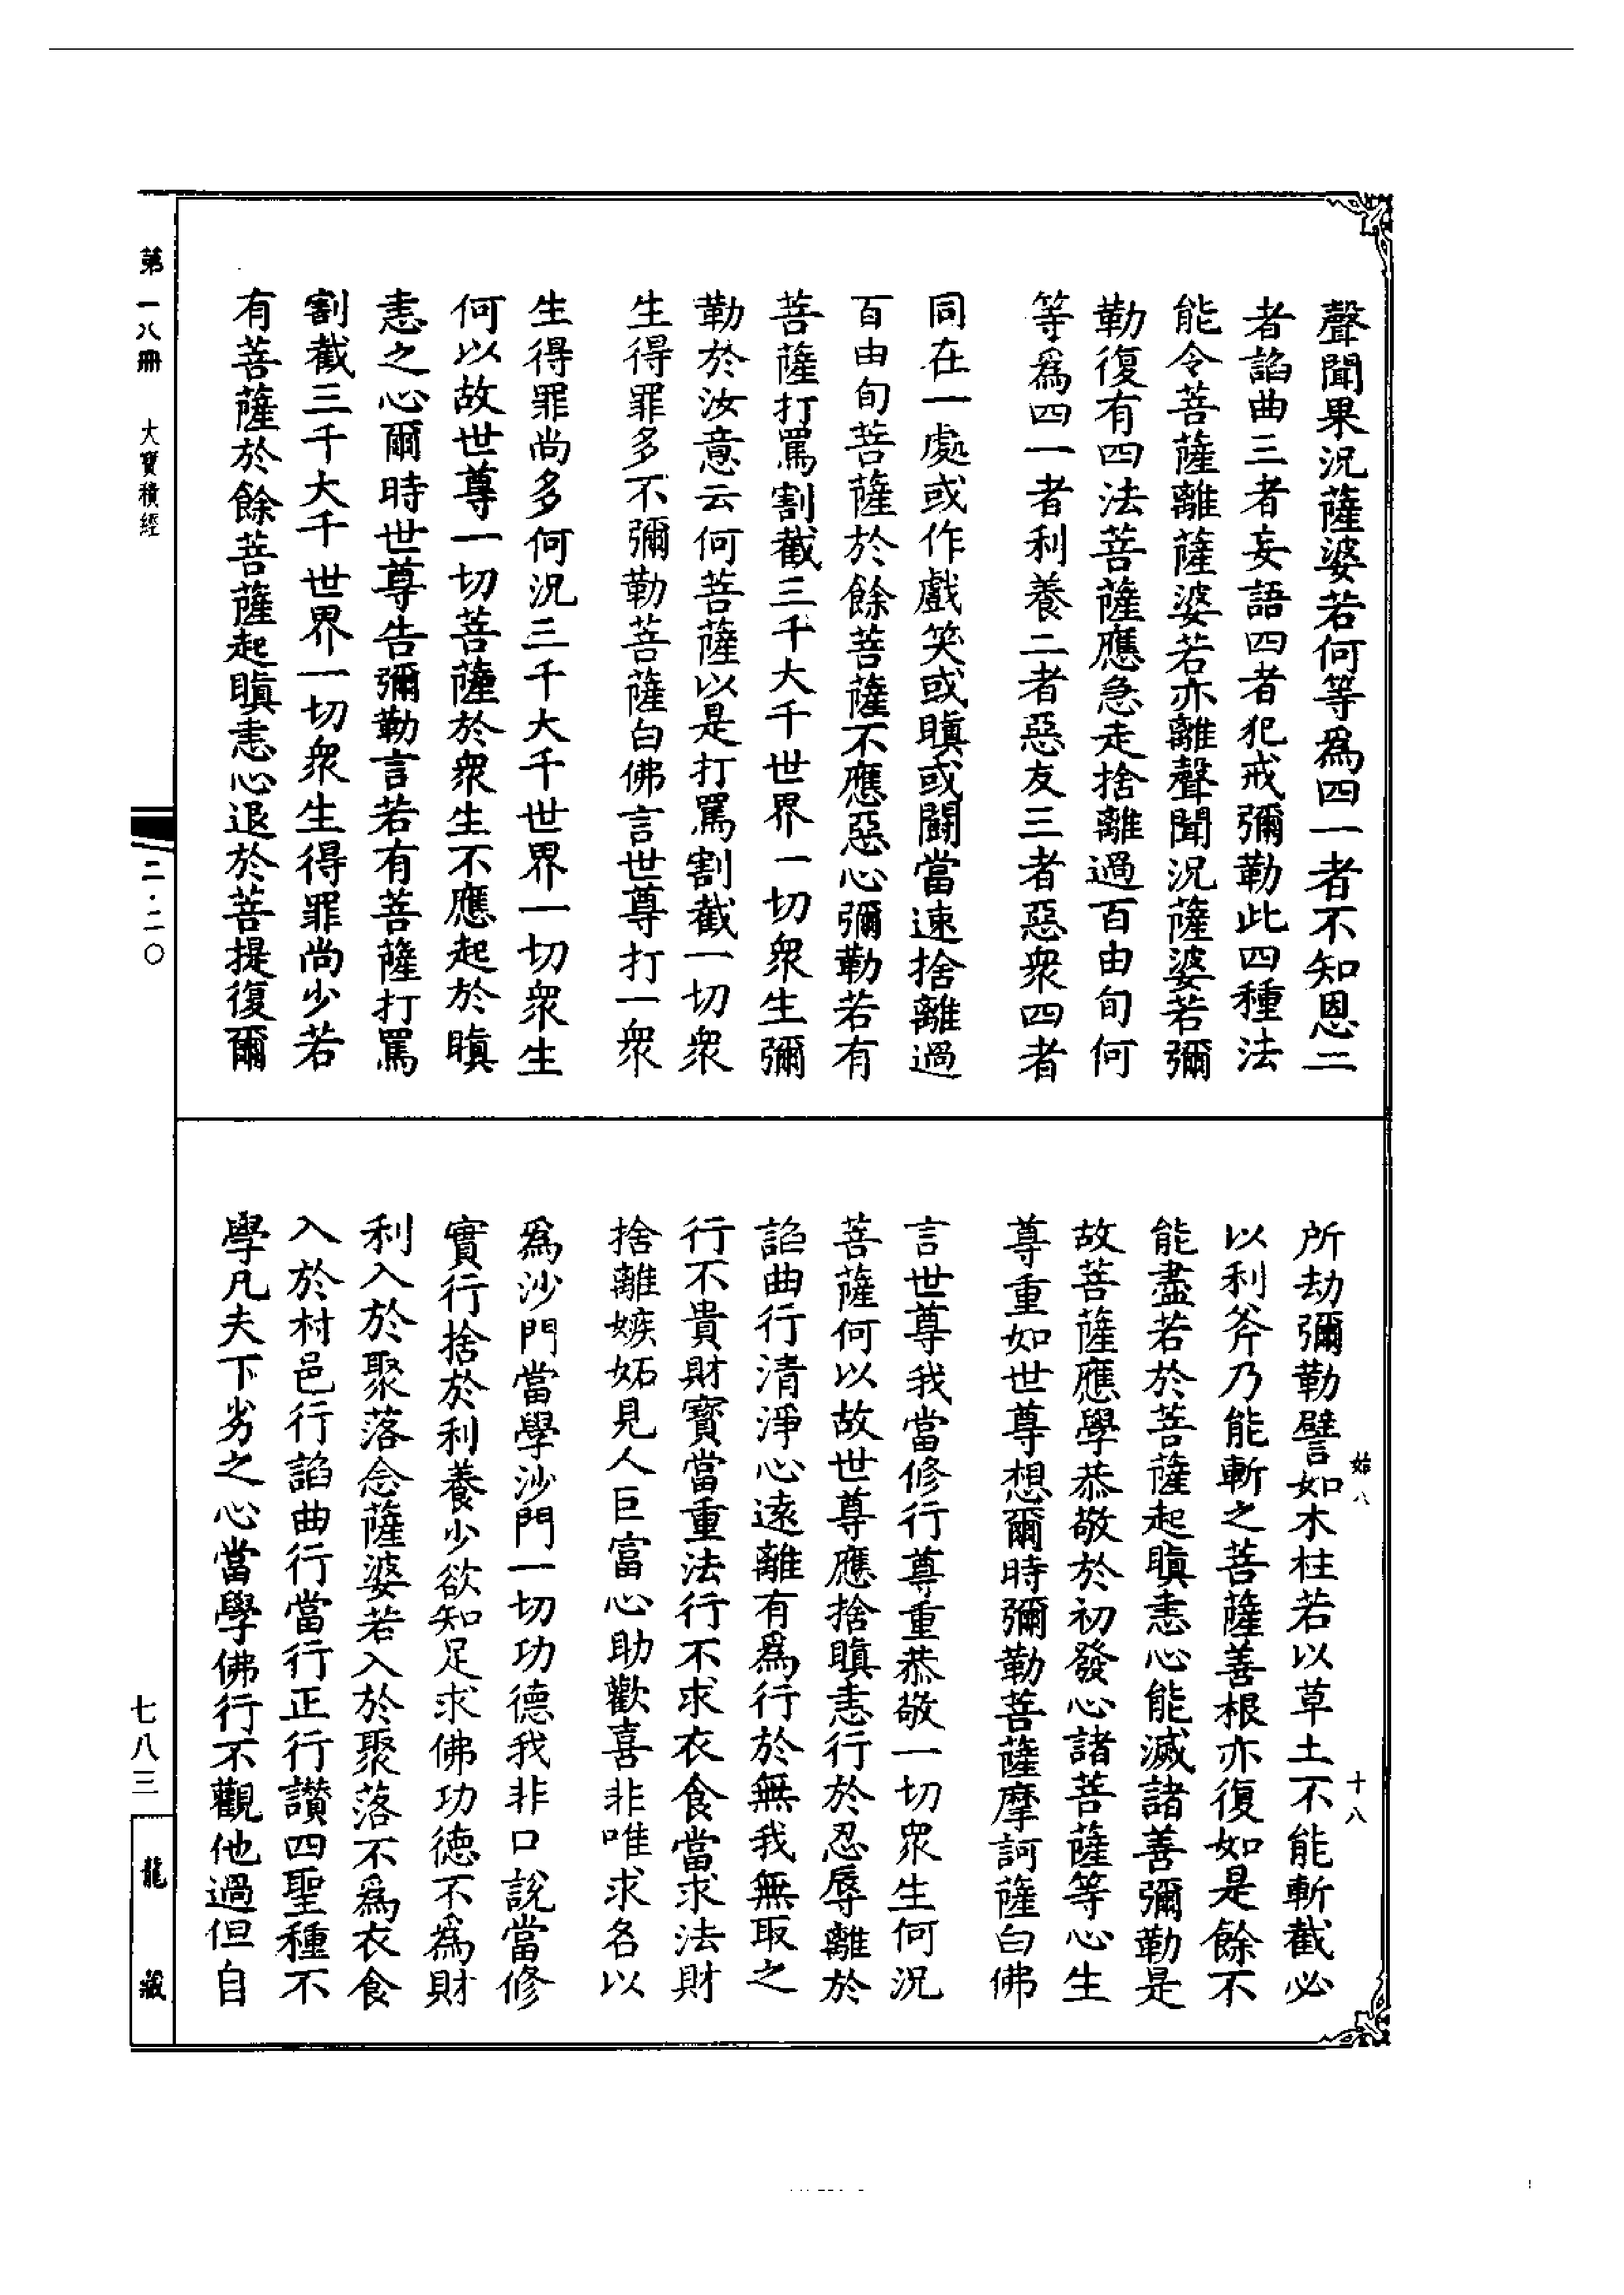 聲聞果況薩婆若何等爲四一者不知恩二
者諂曲三者妄語四者犯戒彌勒此四種法
能令菩薩離薩婆若亦離聲聞況薩婆若彌
勒復有四法菩薩應急走捨離過百由旬何
等爲四一者利養二者惡友三者惡衆四者
同在一處或作戲笑或瞋或鬪當速捨離過
百由旬菩薩於餘菩薩不應惡心彌勒若有
菩薩打罵割截三千大千世界一切衆生彌
勒於汝意云何菩薩以是打罵割截一切衆
生得罪多不彌勒菩薩白佛言世尊打一衆
生得罪尚多何況三千大千世界一切衆生
何以故世尊一切菩薩於衆生不應起於瞋
恚之心爾時世尊告彌勒言若有菩薩打罵
割截三千大千世界一切衆生得罪尚少若
有菩薩於餘菩薩起瞋恚心退於菩提復爾
第一八冊 大寶積經
二·二〇
所劫彌勒譬如木柱若以草土不能斬截必
以利斧乃能斬之菩薩善根亦復如是餘不
能盡若於菩薩起瞋恚心能滅諸善彌勒是
故菩薩應學恭敬於初發心諸菩薩等心生
尊重如世尊想爾時彌勒菩薩摩訶薩白佛
言世尊我當修行尊重恭敬一切衆生何況
菩薩何以故世尊應捨瞋恚行於忍辱離於
諂曲行清淨心遠離有爲行於無我無取之
行不貴財寶當重法行不求衣食當求法財
捨離嫉妬見人巨富心助歡喜非唯求名以
爲沙門當學沙門一切功德我非口說當修
實行捨於利養少欲知足求佛功德不爲財
利入於聚落念薩婆若入於聚落不爲衣食
入於村邑行諂曲行當行正行讚四聖種不
學凡夫下劣之心當學佛行不觀他過但自
始八
十八
七八三
龍藏